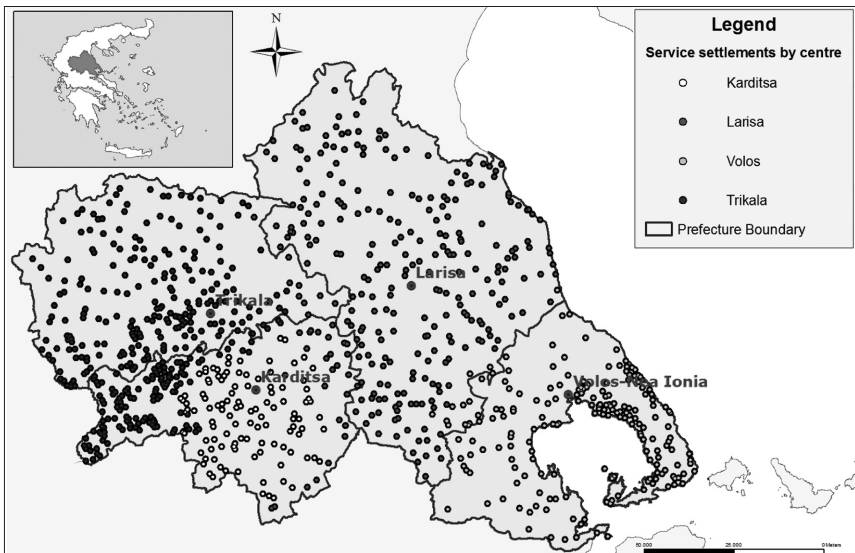 N
Legend
Service settlements by centre
Karditsa
Larisa
Volos
Trikala
Prefecture Boundary
Larisa
Trikala
Karditsa
Volos-Nea Ionia
50.000 25.000 0 Meters